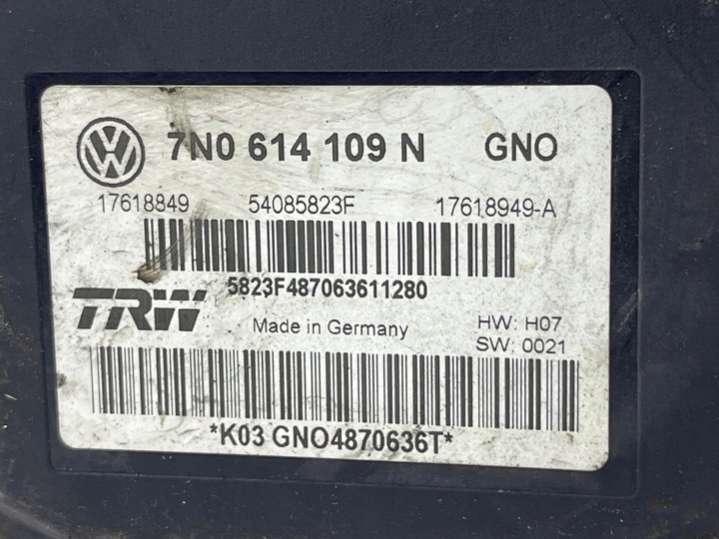 7N0 614 109 N GNO
17618849 54085823F 17618949-A
5823F487063611280
TRW Made in Germany HW: H07
SW: 0021
*K03 GNO4870636T*